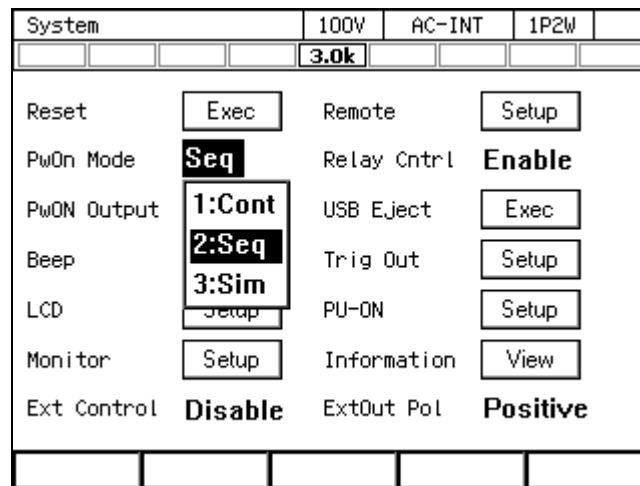 System 100V AC-INT 1P2W
3.0k
Reset Exec Remote Setup
PwOn Mode Seq Relay Cntrl Enable
PwON Output 1:Cont USB Eject Exec
2:Seq
Beep Trig Out Setup
3:Sim
LCD Setup PU-ON Setup
Monitor Setup Information View
Ext Control Disable ExtOut Pol Positive